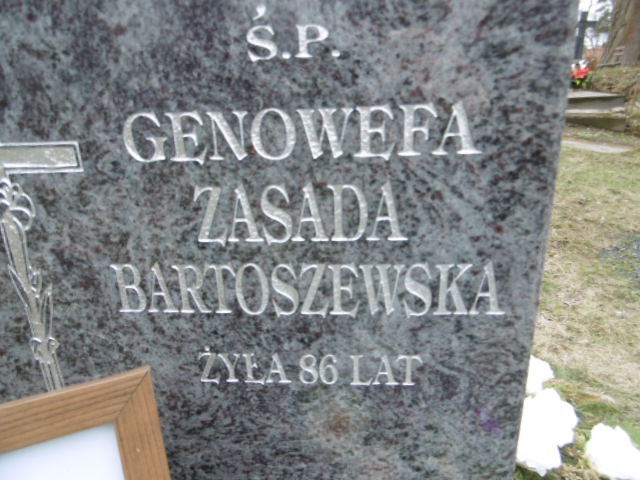 Ś.P.
GENOWEFA
ZASADA
BARTOSZEWSKA
ŻYŁA 86 LAT